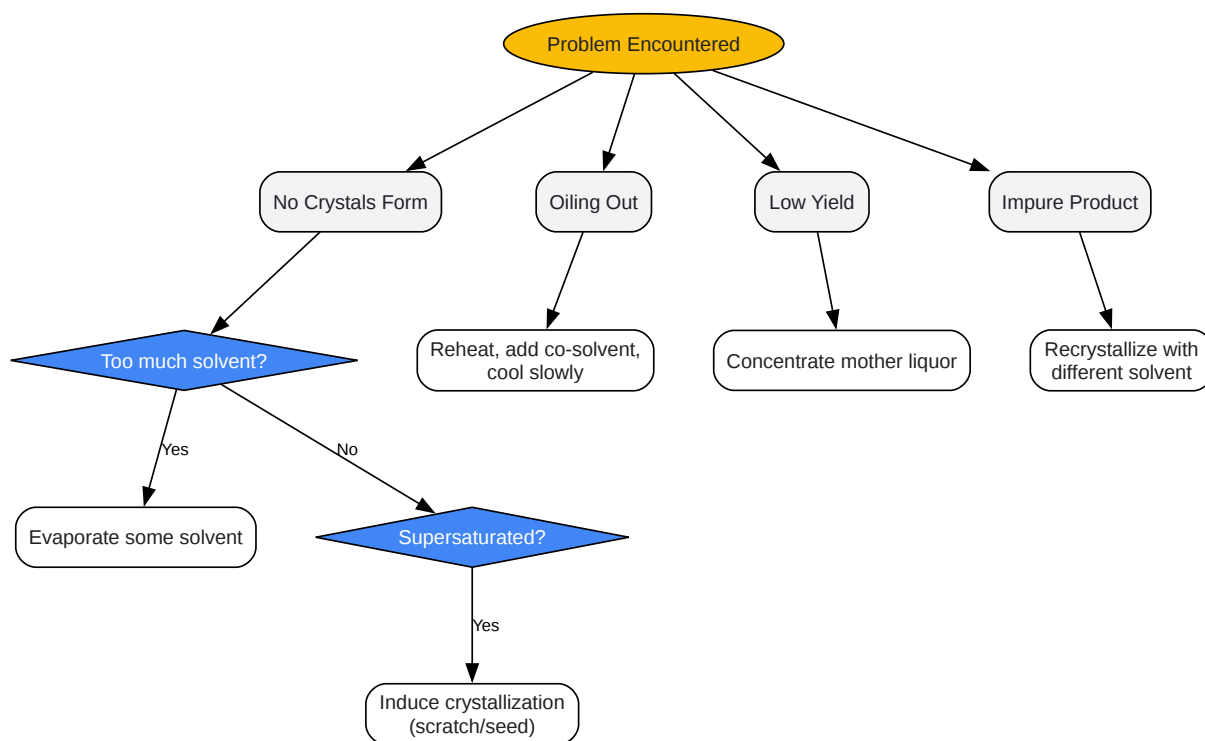 Problem Encountered
No Crystals Form
Oiling Out
Low Yield
Impure Product
Too much solvent?
Reheat, add co-solvent,
cool slowly
Concentrate mother liquor
Recrystallize with
different solvent
Yes
No
Evaporate some solvent
Supersaturated?
Yes
Induce crystallization
(scratch/seed)